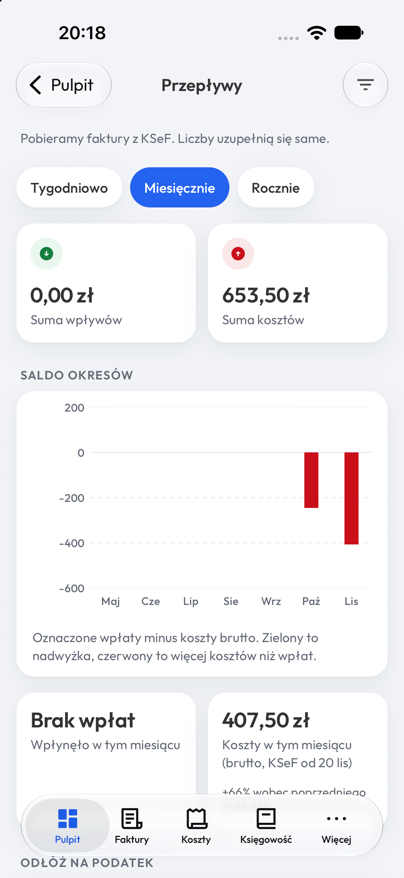 20:18
Pulpit
Przepływy
Pobieramy faktury z KSeF. Liczby uzupełnią się same.
Tygodniowo
Miesięcznie
Rocznie
0,00 zł
Suma wpływów
653,50 zł
Suma kosztów
SALDO OKRESÓW
200
0
-200
-400
-600
Maj Cze Lip Sie Wrz Paź Lis
Oznaczone wpłaty minus koszty brutto. Zielony to
nadwyżka, czerwony to więcej kosztów niż wpłat.
Brak wpłat
Wpłynęło w tym miesiącu
407,50 zł
Koszty w tym miesiącu
(brutto, KSeF od 20 lis)
+66% wobec poprzedniego
Pulpit
Faktury
Koszty
Księgowość
Więcej
ODŁÓŻ NA PODATEK